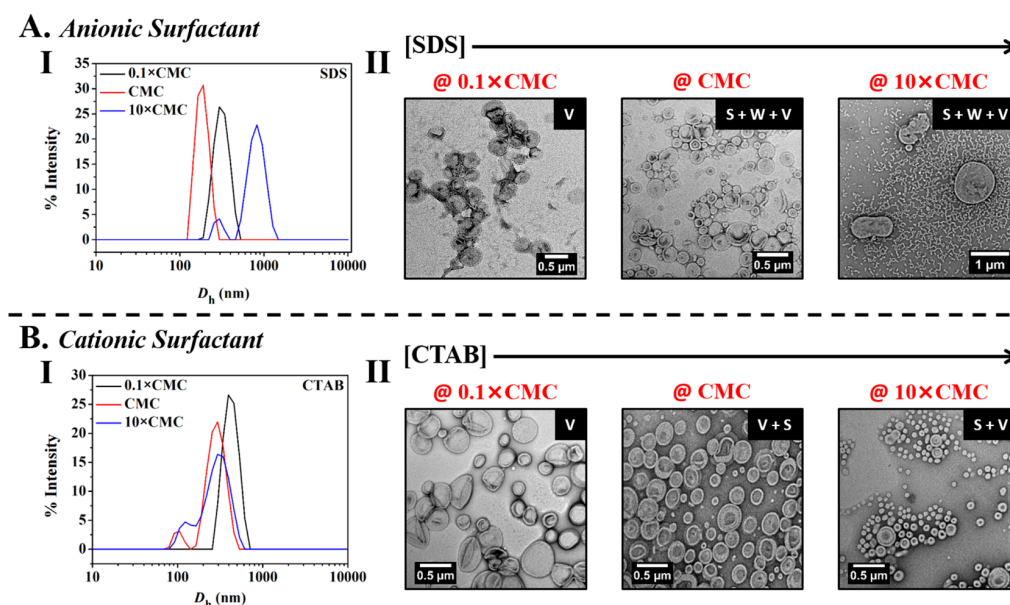 A. Anionic Surfactant
I
0.1×CMC
CMC
10×CMC
SDS
35
30
25
20
15
10
5
0
% Intensity
10 100 1000 10000
Dh (nm)
II
[SDS]
@ 0.1×CMC @ CMC @ 10×CMC
V
S + W + V
S + W + V
0.5 µm
0.5 µm
1 µm
B. Cationic Surfactant
I
0.1×CMC
CMC
10×CMC
CTAB
30
25
20
15
10
5
0
% Intensity
10 100 1000 10000
Dh (nm)
II
[CTAB]
@ 0.1×CMC @ CMC @ 10×CMC
V
V + S
S + V
0.5 µm
0.5 µm
0.5 µm